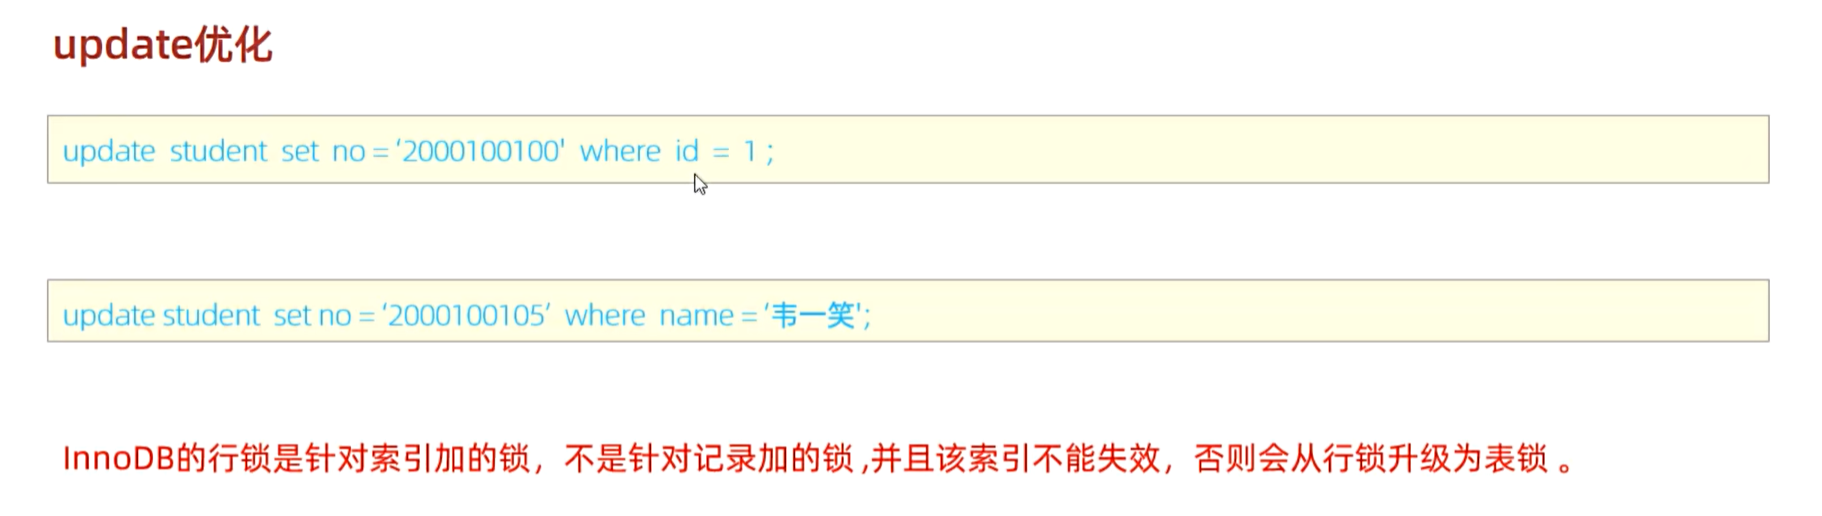 update优化
update student set no = ‘2000100100' where id = 1 ;
update student set no = ‘2000100105’ where name = ‘韦一笑';
InnoDB的行锁是针对索引加的锁，不是针对记录加的锁 ,并且该索引不能失效，否则会从行锁升级为表锁 。